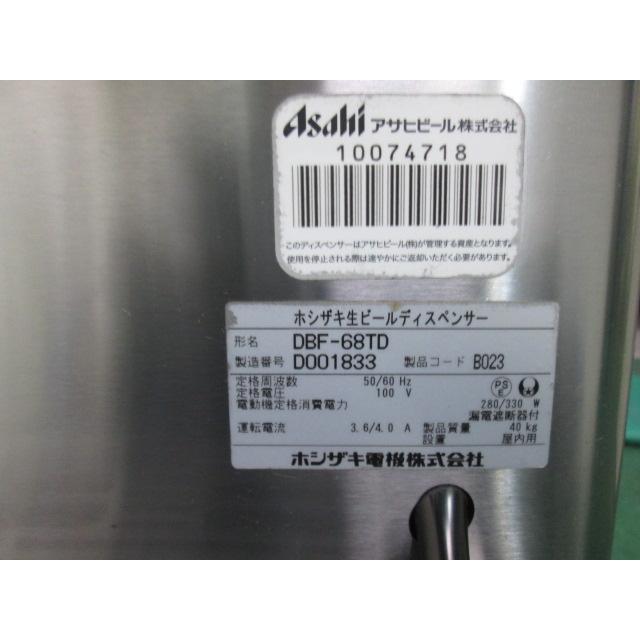 Asahi アサヒビール株式会社
10074718
このディスペンサーはアサヒビール(株)が管理する資産となります。
使用を停止される際は速やかにご返却いただく必要があります。
ホシザキ生ビールディスペンサー
形名 DBF-68TD
製造番号 D001833 製品コード B023
定格周波数 50/60 Hz
定格電圧 100 V
PS E
電動機定格消費電力 280/330 W
漏電遮断器付
運転電流 3.6/4.0 A 製品質量 40 kg
設置 屋内用
ホシザキ電機株式会社